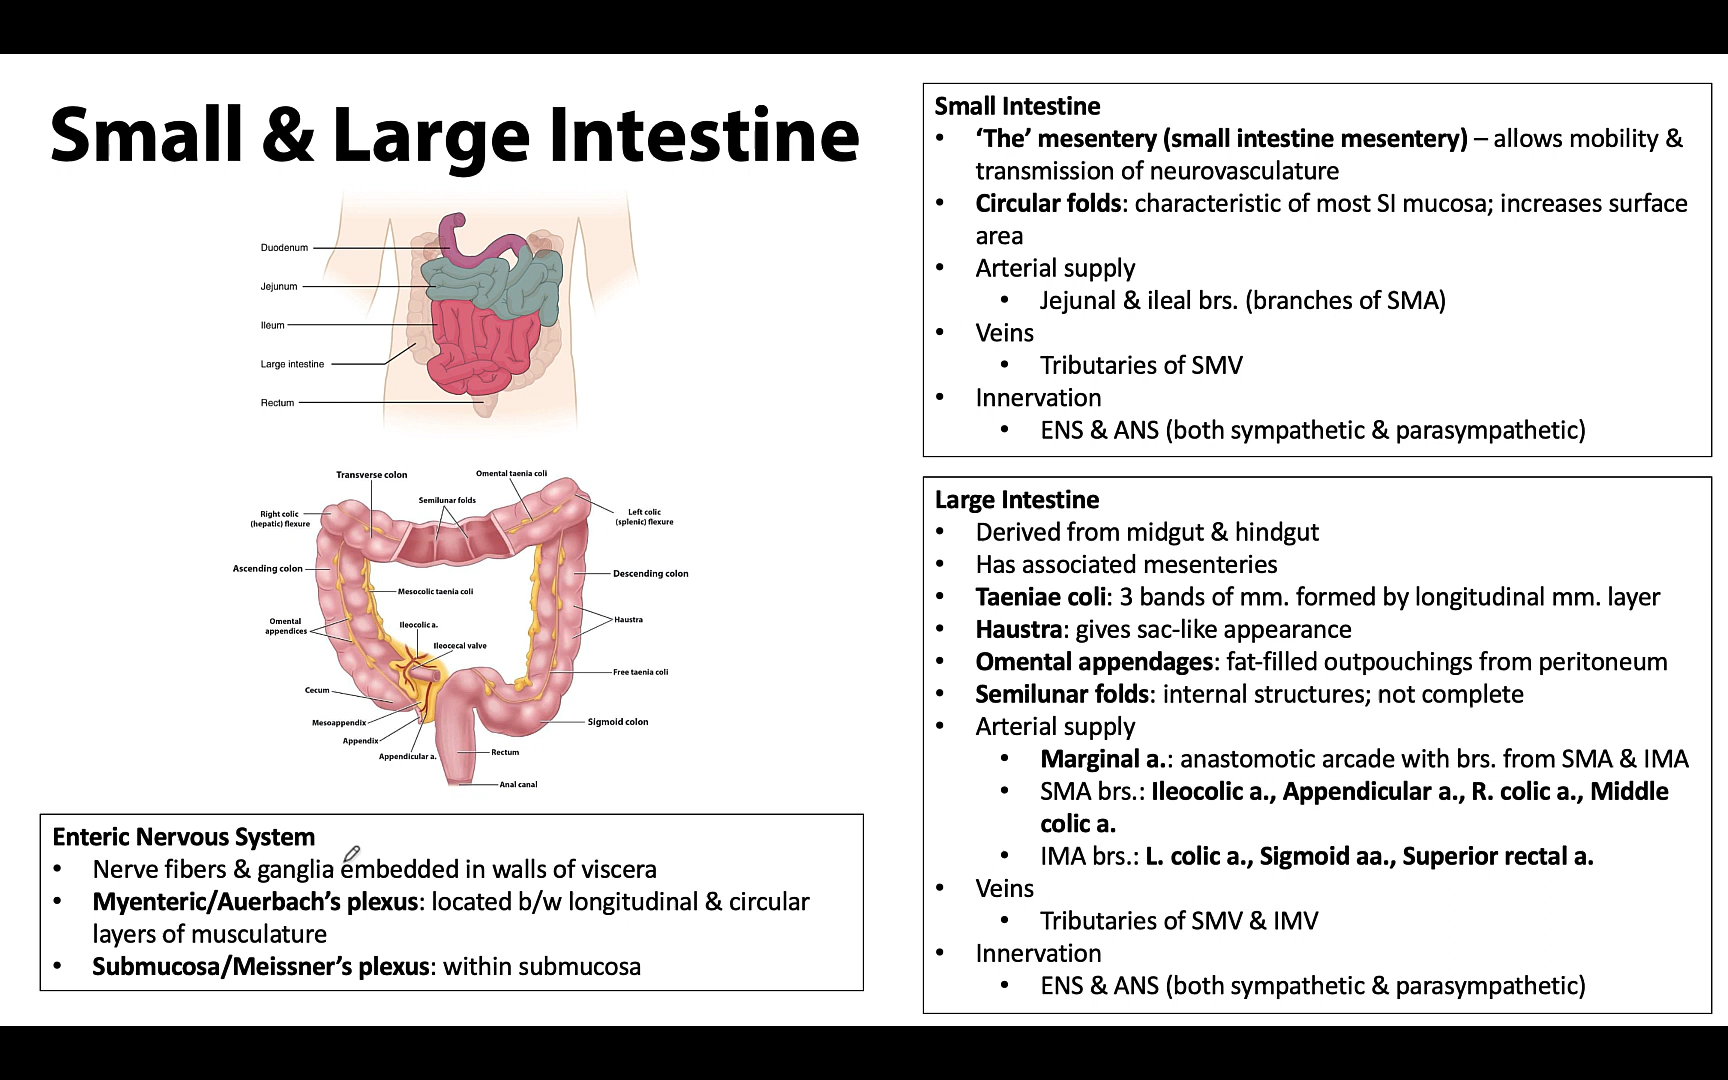 Small & Large Intestine
Duodenum
Jejunum
Ileum
Large intestine
Rectum
Transverse colon
Omental taenia coli
Semilunar folds
Right colic
(hepatic) flexure
Left colic
(splenic) flexure
Ascending colon
Descending colon
Mesocolic taenia coli
Omental
appendices
Ileocolic a.
Haustra
Ileocecal valve
Free taenia coli
Cecum
Mesoappendix
Sigmoid colon
Appendix
Appendicular a.
Rectum
Anal canal
Enteric Nervous System
• Nerve fibers & ganglia embedded in walls of viscera
• Myenteric/Auerbach’s plexus: located b/w longitudinal & circular
layers of musculature
• Submucosa/Meissner’s plexus: within submucosa
Small Intestine
• ‘The’ mesentery (small intestine mesentery) – allows mobility &
transmission of neurovasculature
• Circular folds: characteristic of most SI mucosa; increases surface
area
• Arterial supply
• Jejunal & ileal brs. (branches of SMA)
• Veins
• Tributaries of SMV
• Innervation
• ENS & ANS (both sympathetic & parasympathetic)
Large Intestine
• Derived from midgut & hindgut
• Has associated mesenteries
• Taeniae coli: 3 bands of mm. formed by longitudinal mm. layer
• Haustra: gives sac-like appearance
• Omental appendages: fat-filled outpouchings from peritoneum
• Semilunar folds: internal structures; not complete
• Arterial supply
• Marginal a.: anastomotic arcade with brs. from SMA & IMA
• SMA brs.: Ileocolic a., Appendicular a., R. colic a., Middle
colic a.
• IMA brs.: L. colic a., Sigmoid aa., Superior rectal a.
• Veins
• Tributaries of SMV & IMV
• Innervation
• ENS & ANS (both sympathetic & parasympathetic)